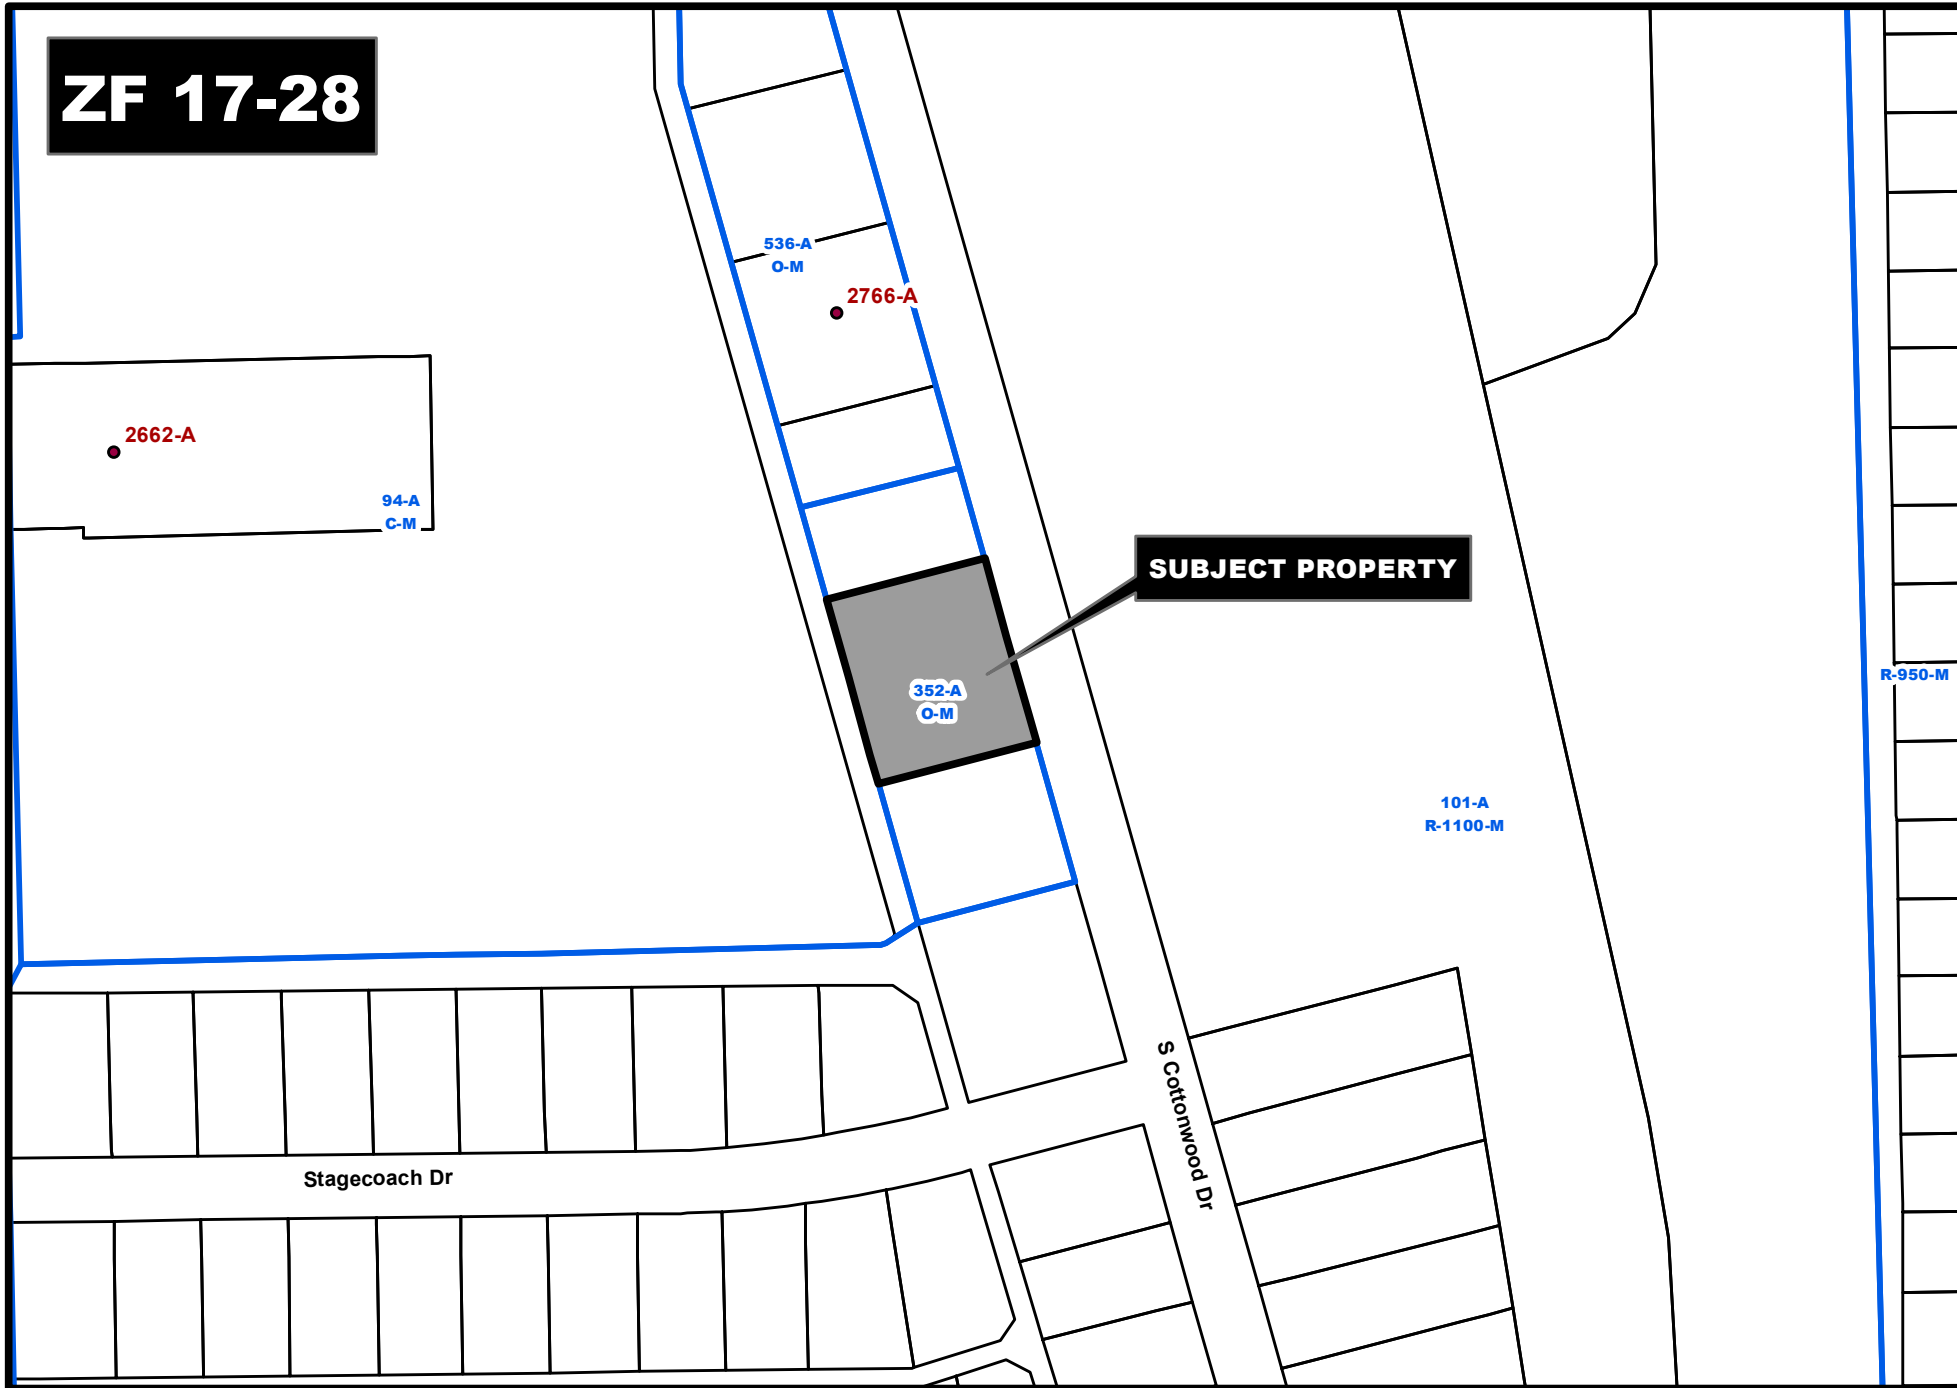 ZF 17-28
536-A
O-M
2766-A
2662-A
94-A
C-M
SUBJECT PROPERTY
352-A
O-M
R-950-M
101-A
R-1100-M
S Cottonwood Dr
Stagecoach Dr